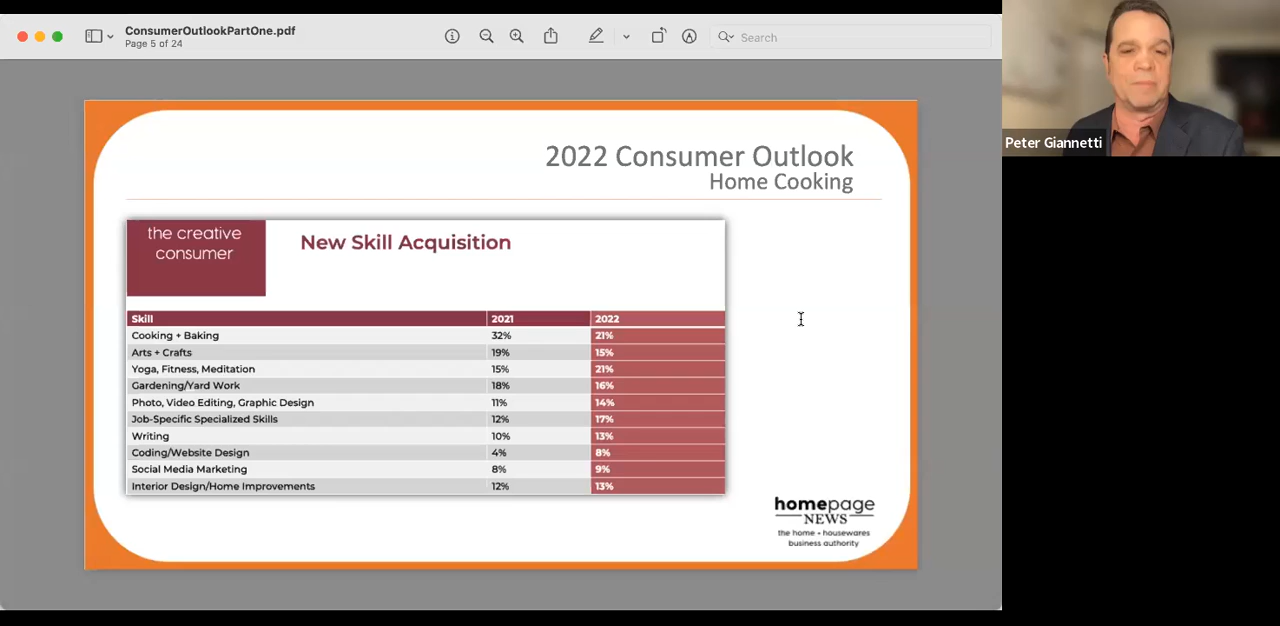 ConsumerOutlookPartOne.pdf
Page 5 of 24
Search
Peter Giannetti
2022 Consumer Outlook
Home Cooking
the creative
consumer
New Skill Acquisition
Skill 2021 2022
Cooking + Baking 32% 21%
Arts + Crafts 19% 15%
Yoga, Fitness, Meditation 15% 21%
Gardening/Yard Work 18% 16%
Photo, Video Editing, Graphic Design 11% 14%
Job-Specific Specialized Skills 12% 17%
Writing 10% 13%
Coding/Website Design 4% 8%
Social Media Marketing 8% 9%
Interior Design/Home Improvements 12% 13%
homepage
NEWS
the home + housewares
business authority